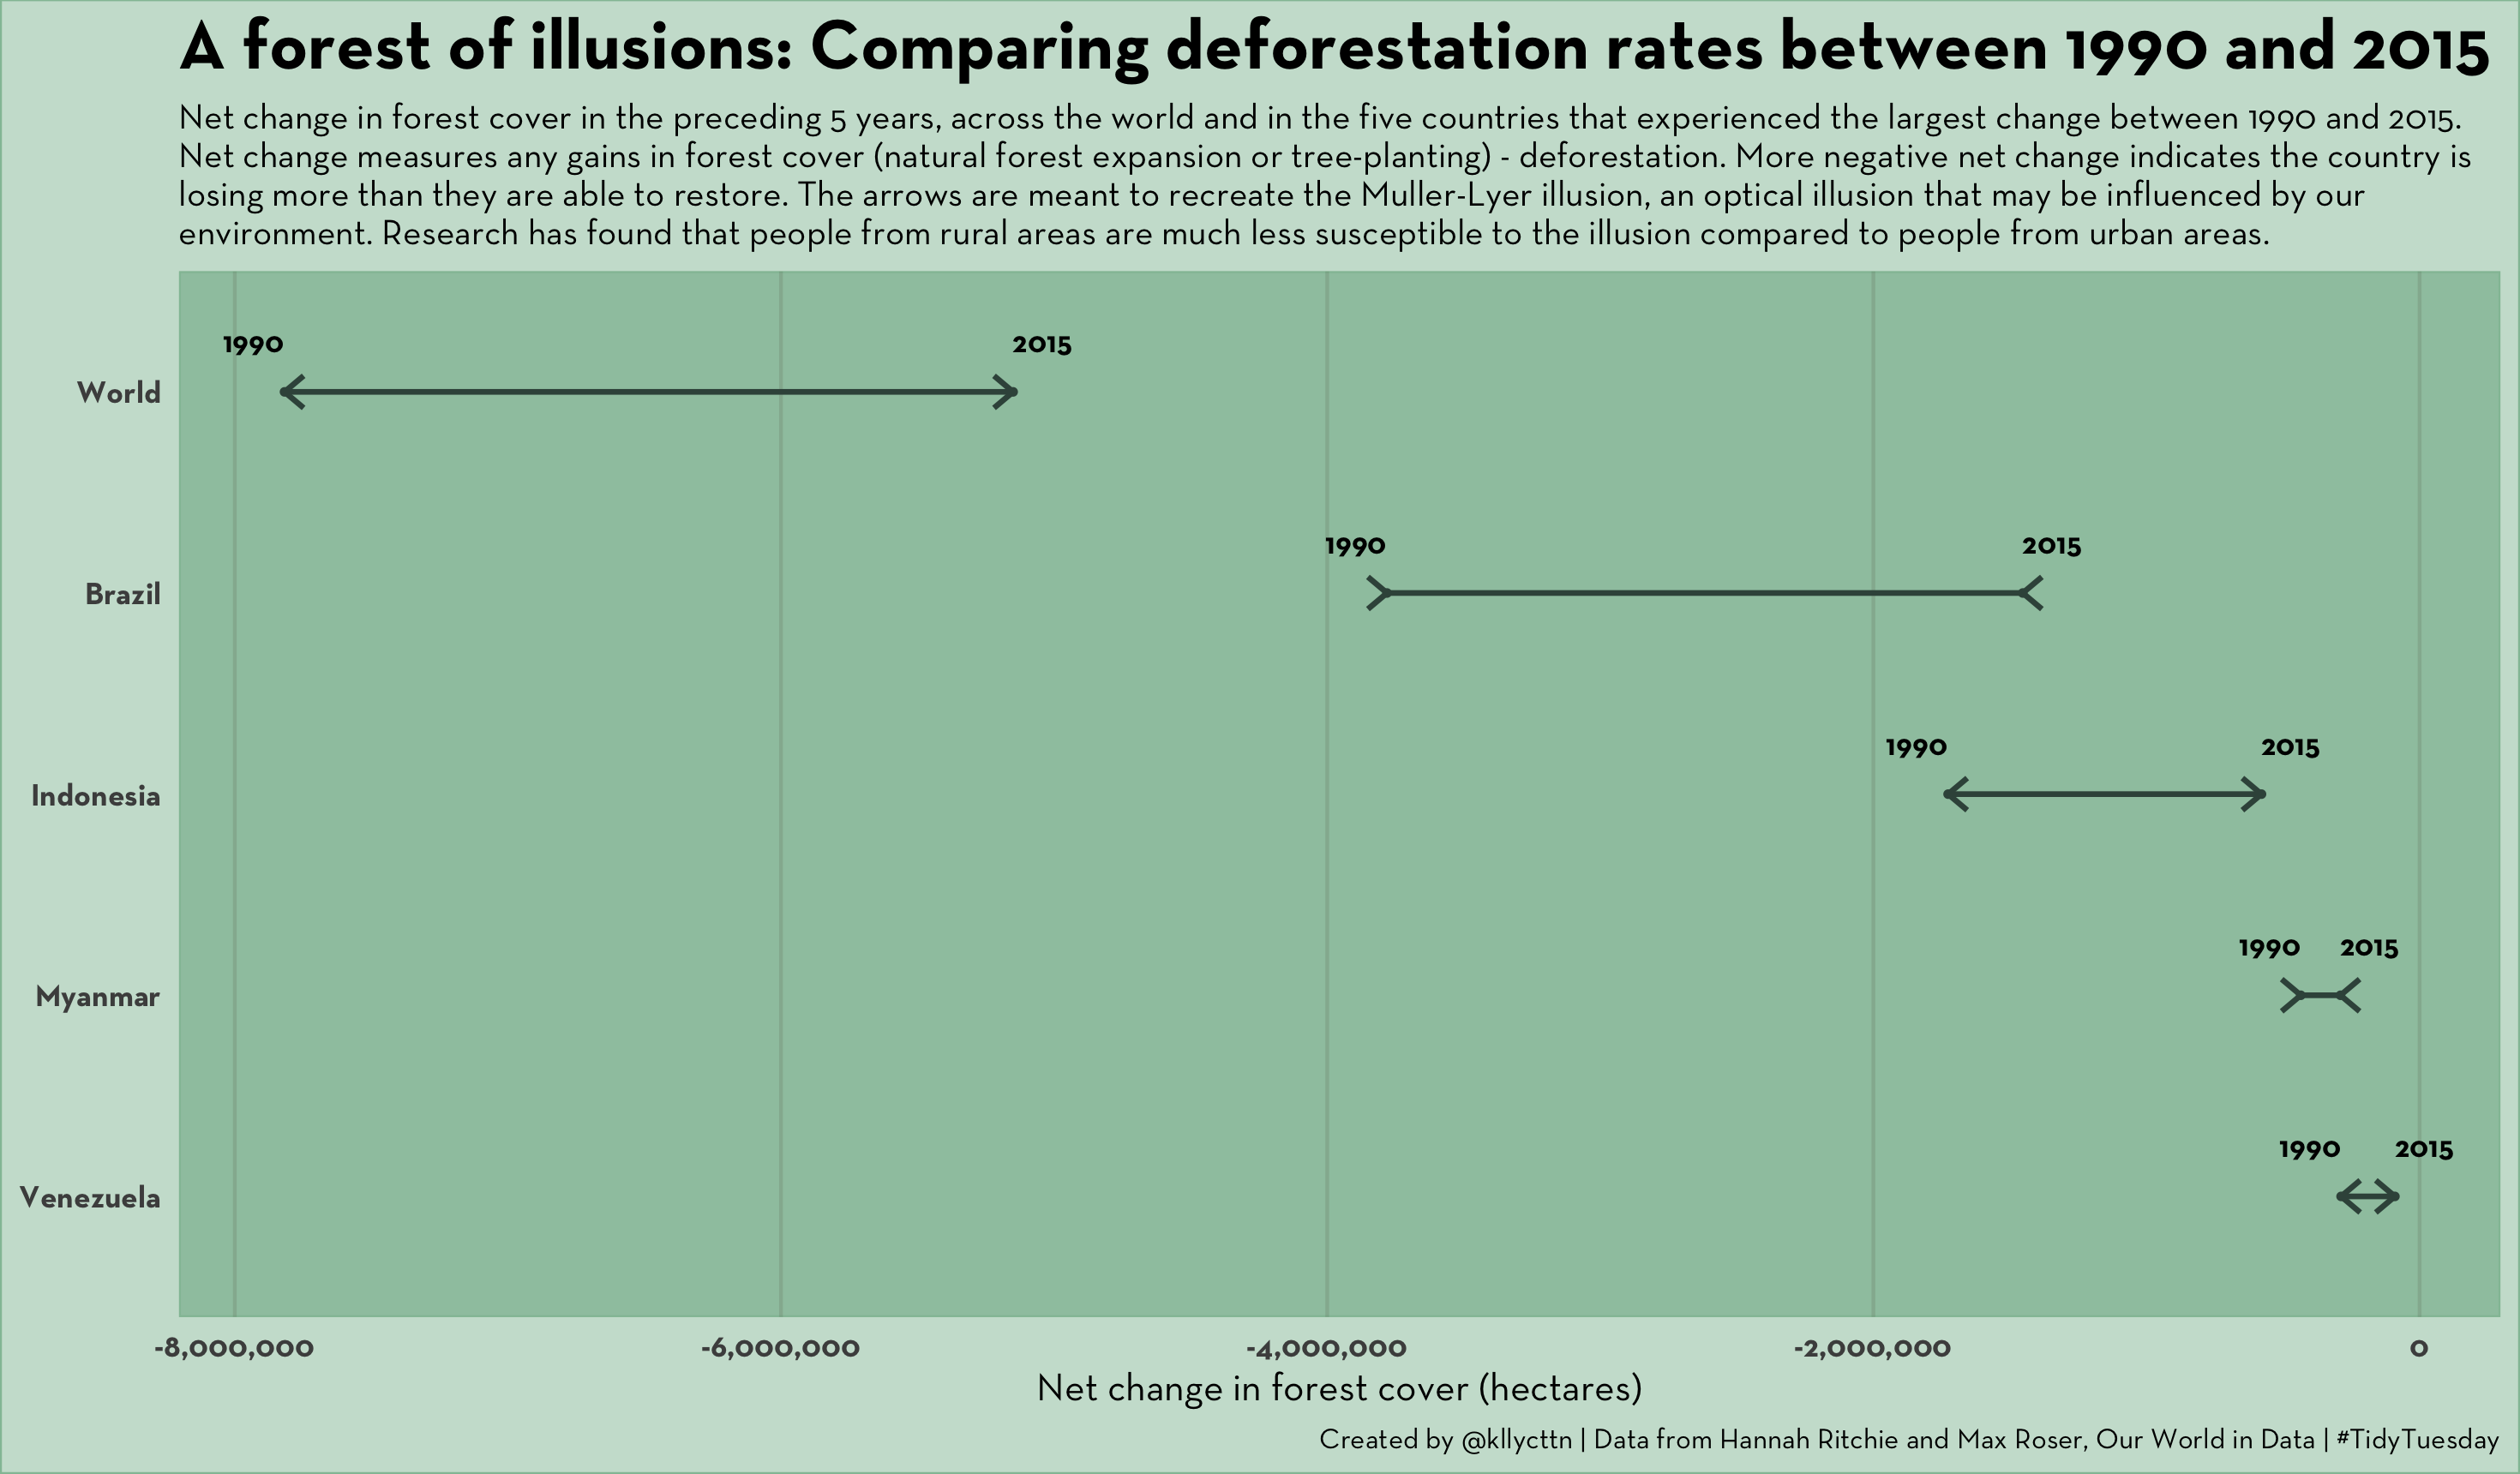 A forest of illusions: Comparing deforestation rates between 1990 and 2015
Net change in forest cover in the preceding 5 years, across the world and in the five countries that experienced the largest change between 1990 and 2015.
Net change measures any gains in forest cover (natural forest expansion or tree-planting) - deforestation. More negative net change indicates the country is
losing more than they are able to restore. The arrows are meant to recreate the Muller-Lyer illusion, an optical illusion that may be influenced by our
environment. Research has found that people from rural areas are much less susceptible to the illusion compared to people from urban areas.
1990 2015
World
1990 2015
Brazil
1990 2015
Indonesia
1990 2015
Myanmar
1990 2015
Venezuela
-8,000,000 -6,000,000 -4,000,000 -2,000,000 0
Net change in forest cover (hectares)
Created by @kllycttn | Data from Hannah Ritchie and Max Roser, Our World in Data | #TidyTuesday